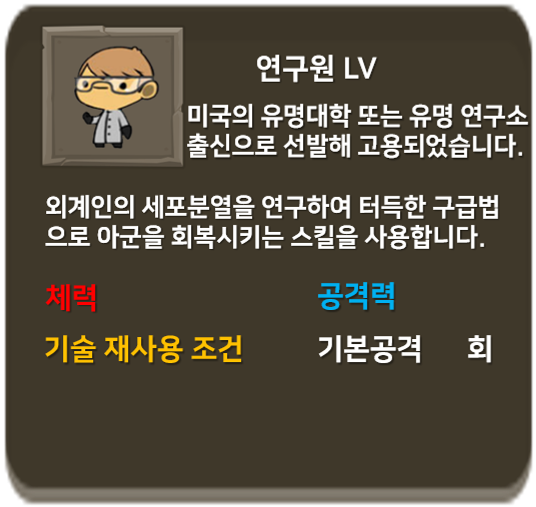 연구원 LV
미국의 유명대학 또는 유명 연구소
출신으로 선발해 고용되었습니다.
외계인의 세포분열을 연구하여 터득한 구급법
으로 아군을 회복시키는 스킬을 사용합니다.
체력 공격력
기술 재사용 조건 기본공격 회